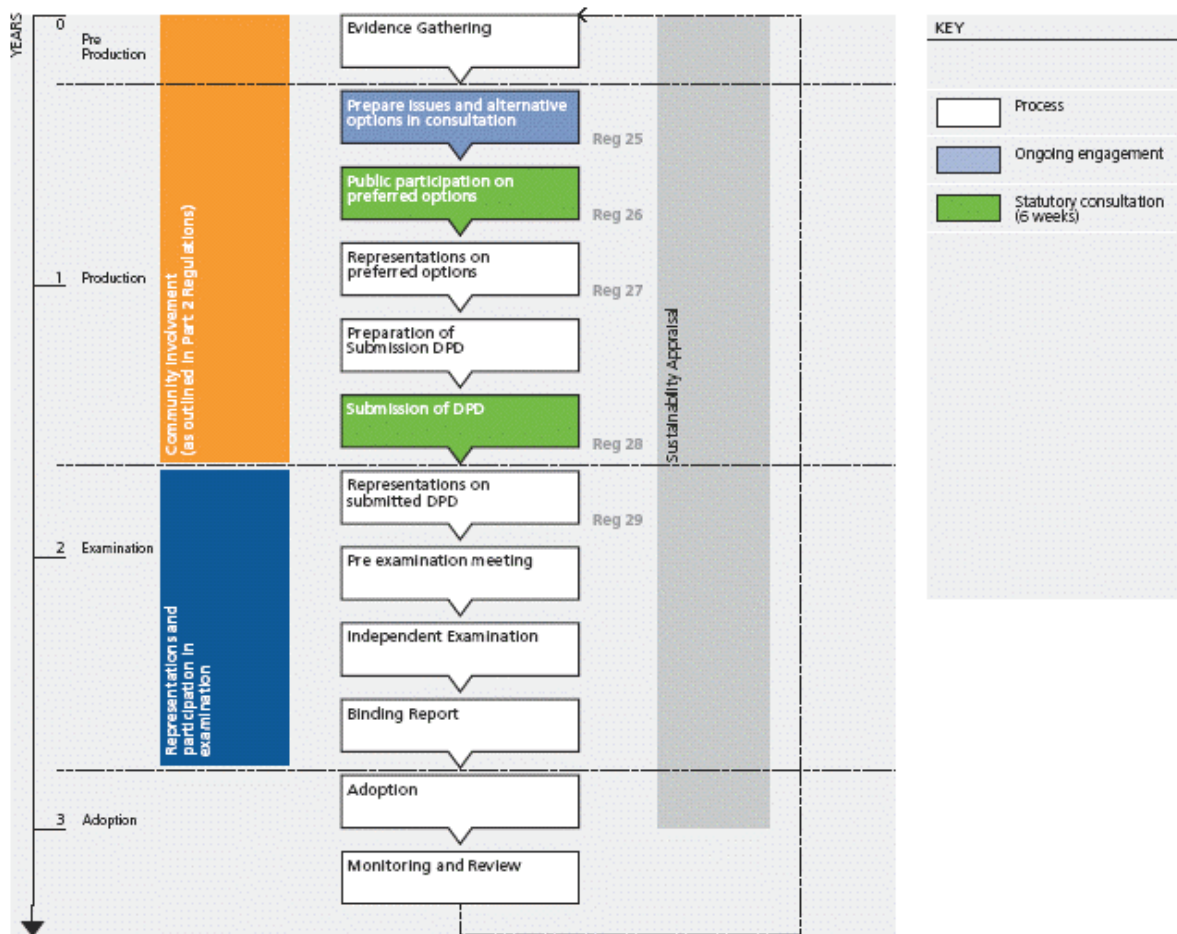 YEARS
0
Pre
Production
Evidence Gathering
Prepare issues and alternative
options in consultation
Reg 25
Public participation on
preferred options
Reg 26
1
Production
Representations on
preferred options
Reg 27
Preparation of
Submission DPD
Submission of DPD
Reg 28
Community Involvement
(as outlined in Part 2 Regulations)
Sustainability Appraisal
Representations on
submitted DPD
Reg 29
2
Examination
Pre examination meeting
Independent Examination
Binding Report
Representations and
participation in
examination
3
Adoption
Adoption
Monitoring and Review
KEY
Process
Ongoing engagement
Statutory consultation
(6 weeks)